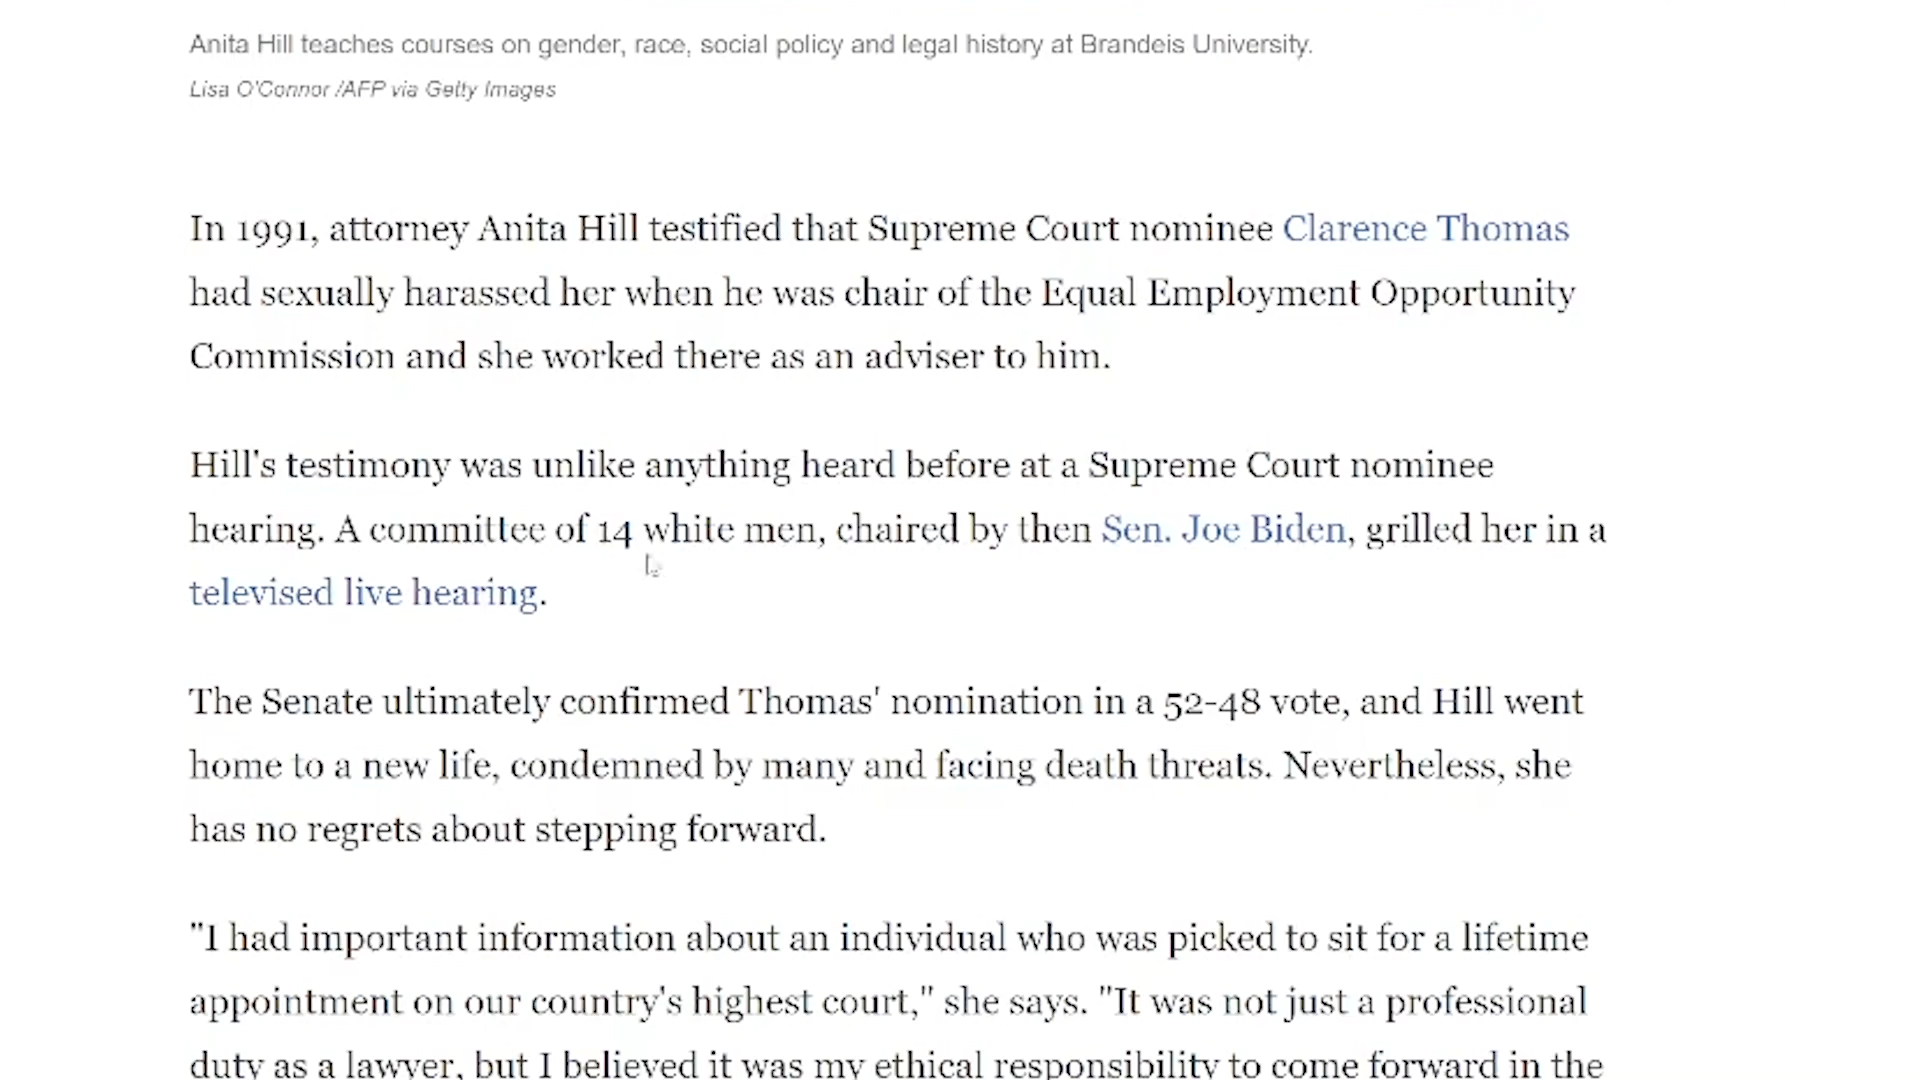 Anita Hill teaches courses on gender, race, social policy and legal history at Brandeis University.
Lisa O'Connor /AFP via Getty Images
In 1991, attorney Anita Hill testified that Supreme Court nominee Clarence Thomas
had sexually harassed her when he was chair of the Equal Employment Opportunity
Commission and she worked there as an adviser to him.
Hill's testimony was unlike anything heard before at a Supreme Court nominee
hearing. A committee of 14 white men, chaired by then Sen. Joe Biden, grilled her in a
televised live hearing.
The Senate ultimately confirmed Thomas' nomination in a 52-48 vote, and Hill went
home to a new life, condemned by many and facing death threats. Nevertheless, she
has no regrets about stepping forward.
"I had important information about an individual who was picked to sit for a lifetime
appointment on our country's highest court," she says. "It was not just a professional
duty as a lawyer, but I believed it was my ethical responsibility to come forward in the